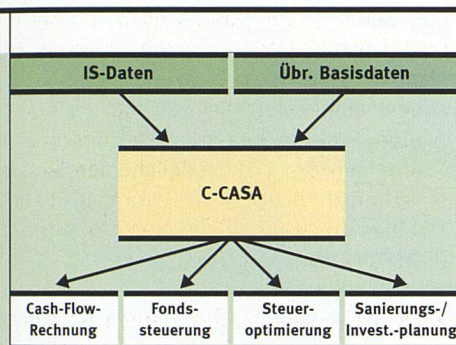 IS-Daten
Übr. Basisdaten
C-CASA
Cash-Flow-
Rechnung
Fonds-
steuerung
Steuer-
optimierung
Sanierungs-/
Invest.-planung